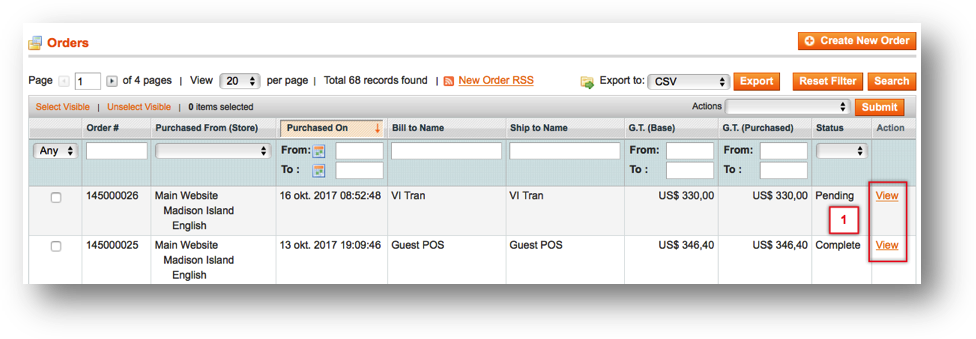 Orders
Create New Order
Page 1 of 4 pages | View 20 per page | Total 68 records found | New Order RSS Export to: CSV Export Reset Filter Search
Select Visible | Unselect Visible | 0 items selected Actions Submit
Order # Purchased From (Store) Purchased On Bill to Name Ship to Name G.T. (Base) G.T. (Purchased) Status Action
Any From: From: From:
To : To : To :
145000026 Main Website 16 okt. 2017 08:52:48 VI Tran VI Tran US$ 330,00 US$ 330,00 Pending View
Madison Island
English
1
145000025 Main Website 13 okt. 2017 19:09:46 Guest POS Guest POS US$ 346,40 US$ 346,40 Complete View
Madison Island
English